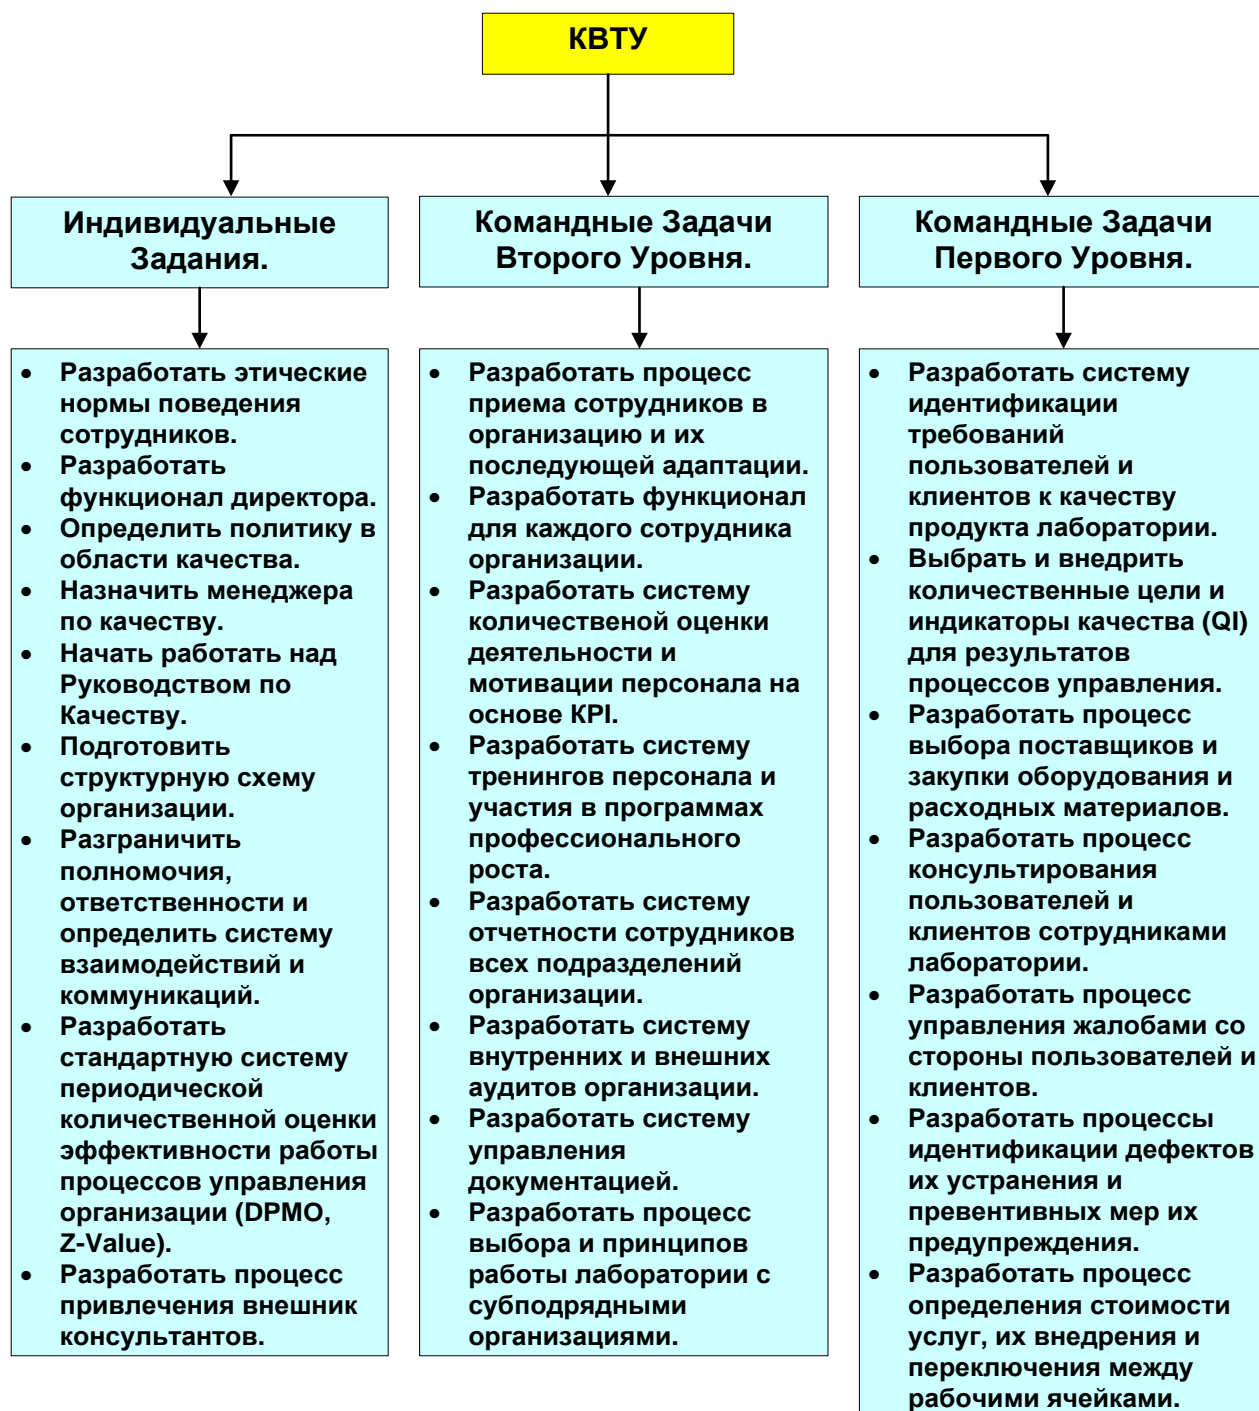 КВТУ
Индивидуальные
Задания.
Командные Задачи
Второго Уровня.
Командные Задачи
Первого Уровня.
• Разработать этические
нормы поведения
сотрудников.
• Разработать
функционал директора.
• Определить политику в
области качества.
• Назначить менеджера
по качеству.
• Начать работать над
Руководством по
Качеству.
• Подготовить
структурную схему
организации.
• Разграничить
полномочия,
ответственности и
определить систему
взаимодействий и
коммуникаций.
• Разработать
стандартную систему
периодической
количественной оценки
эффективности работы
процессов управления
организации (DPMO,
Z-Value).
• Разработать процесс
привлечения внешник
консультантов.
• Разработать процесс
приема сотрудников в
организацию и их
последующей адаптации.
• Разработать функционал
для каждого сотрудника
организации.
• Разработать систему
количественой оценки
деятельности и
мотивации персонала на
основе KPI.
• Разработать систему
тренингов персонала и
участия в программах
профессионального
роста.
• Разработать систему
отчетности сотрудников
всех подразделений
организации.
• Разработать систему
внутренних и внешних
аудитов организации.
• Разработать систему
управления
документацией.
• Разработать процесс
выбора и принципов
работы лаборатории с
субподрядными
организациями.
• Разработать систему
идентификации
требований
пользователей и
клиентов к качеству
продукта лаборатории.
• Выбрать и внедрить
количественные цели и
индикаторы качества (QI)
для результатов
процессов управления.
• Разработать процесс
выбора поставщиков и
закупки оборудования и
расходных материалов.
• Разработать процесс
консультирования
пользователей и
клиентов сотрудниками
лаборатории.
• Разработать процесс
управления жалобами со
стороны пользователей и
клиентов.
• Разработать процессы
идентификации дефектов
их устранения и
превентивных мер их
предупреждения.
• Разработать процесс
определения стоимости
услуг, их внедрения и
переключения между
рабочими ячейками.